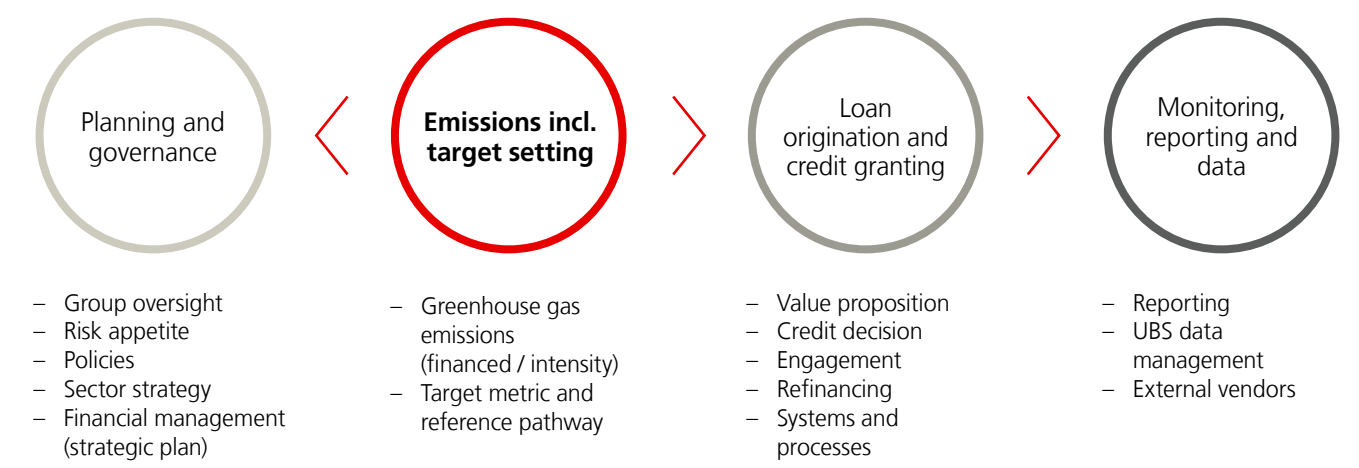 Planning and
governance
Emissions incl.
target setting
Loan
origination and
credit granting
Monitoring,
reporting and
data
– Group oversight
– Risk appetite
– Policies
– Sector strategy
– Financial management
(strategic plan)
– Greenhouse gas
emissions
(financed / intensity)
– Target metric and
reference pathway
– Value proposition
– Credit decision
– Engagement
– Refinancing
– Systems and
processes
– Reporting
– UBS data
management
– External vendors